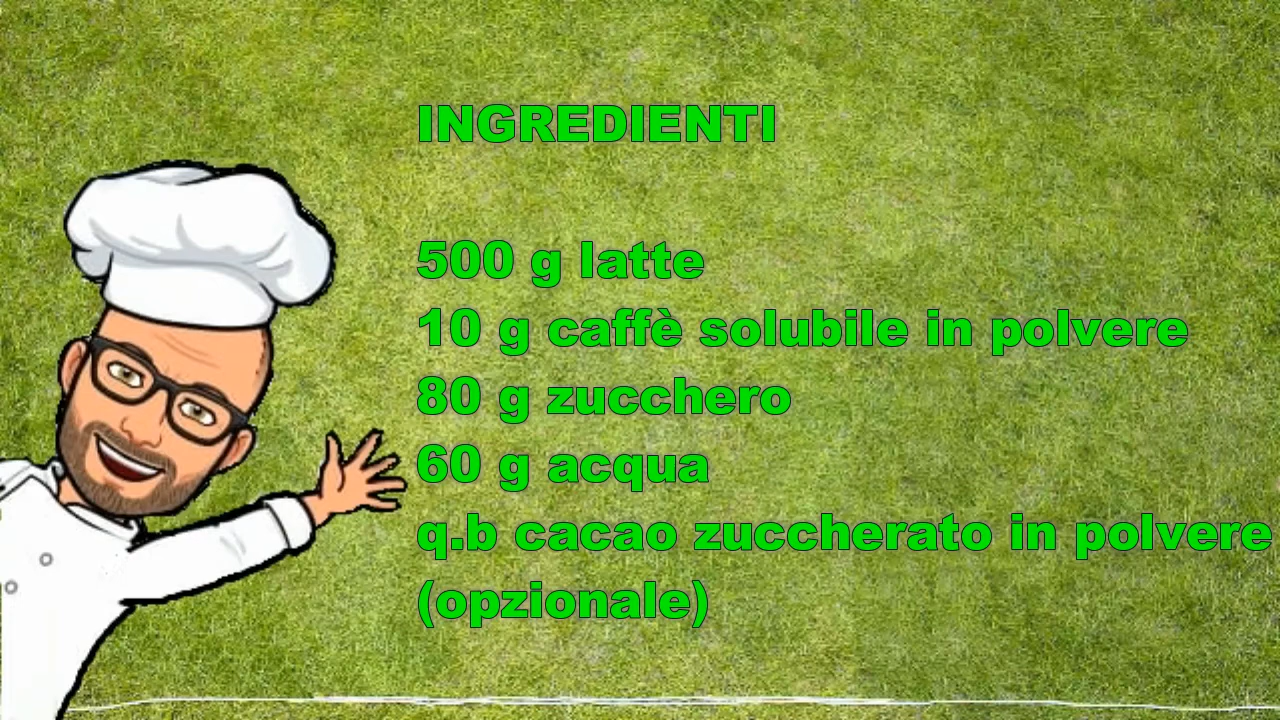 INGREDIENTI
500 g latte
10 g caffè solubile in polvere
80 g zucchero
60 g acqua
q.b cacao zuccherato in polvere
(opzionale)